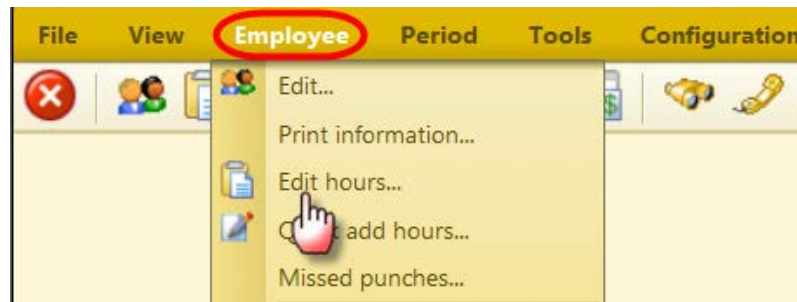 File View Employee Period Tools Configuration
Edit...
Print information...
Edit hours...
add hours...
Missed punches...